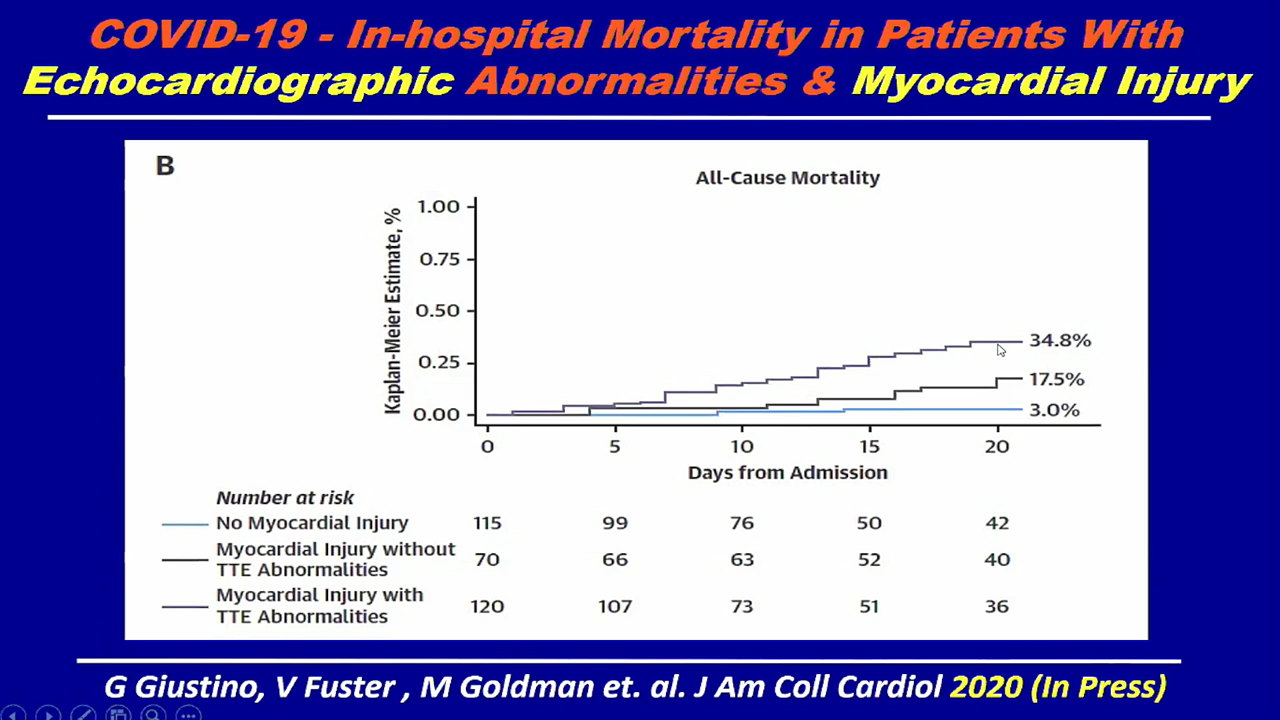 COVID-19 - In-hospital Mortality in Patients With
Echocardiographic Abnormalities & Myocardial Injury
B
All-Cause Mortality
Kaplan-Meier Estimate, %
1.00
0.75
0.50
0.25
0.00
34.8%
17.5%
3.0%
0 5 10 15 20
Days from Admission
Number at risk
No Myocardial Injury 115 99 76 50 42
Myocardial Injury without
TTE Abnormalities 70 66 63 52 40
Myocardial Injury with
TTE Abnormalities 120 107 73 51 36
G Giustino, V Fuster , M Goldman et. al. J Am Coll Cardiol 2020 (In Press)